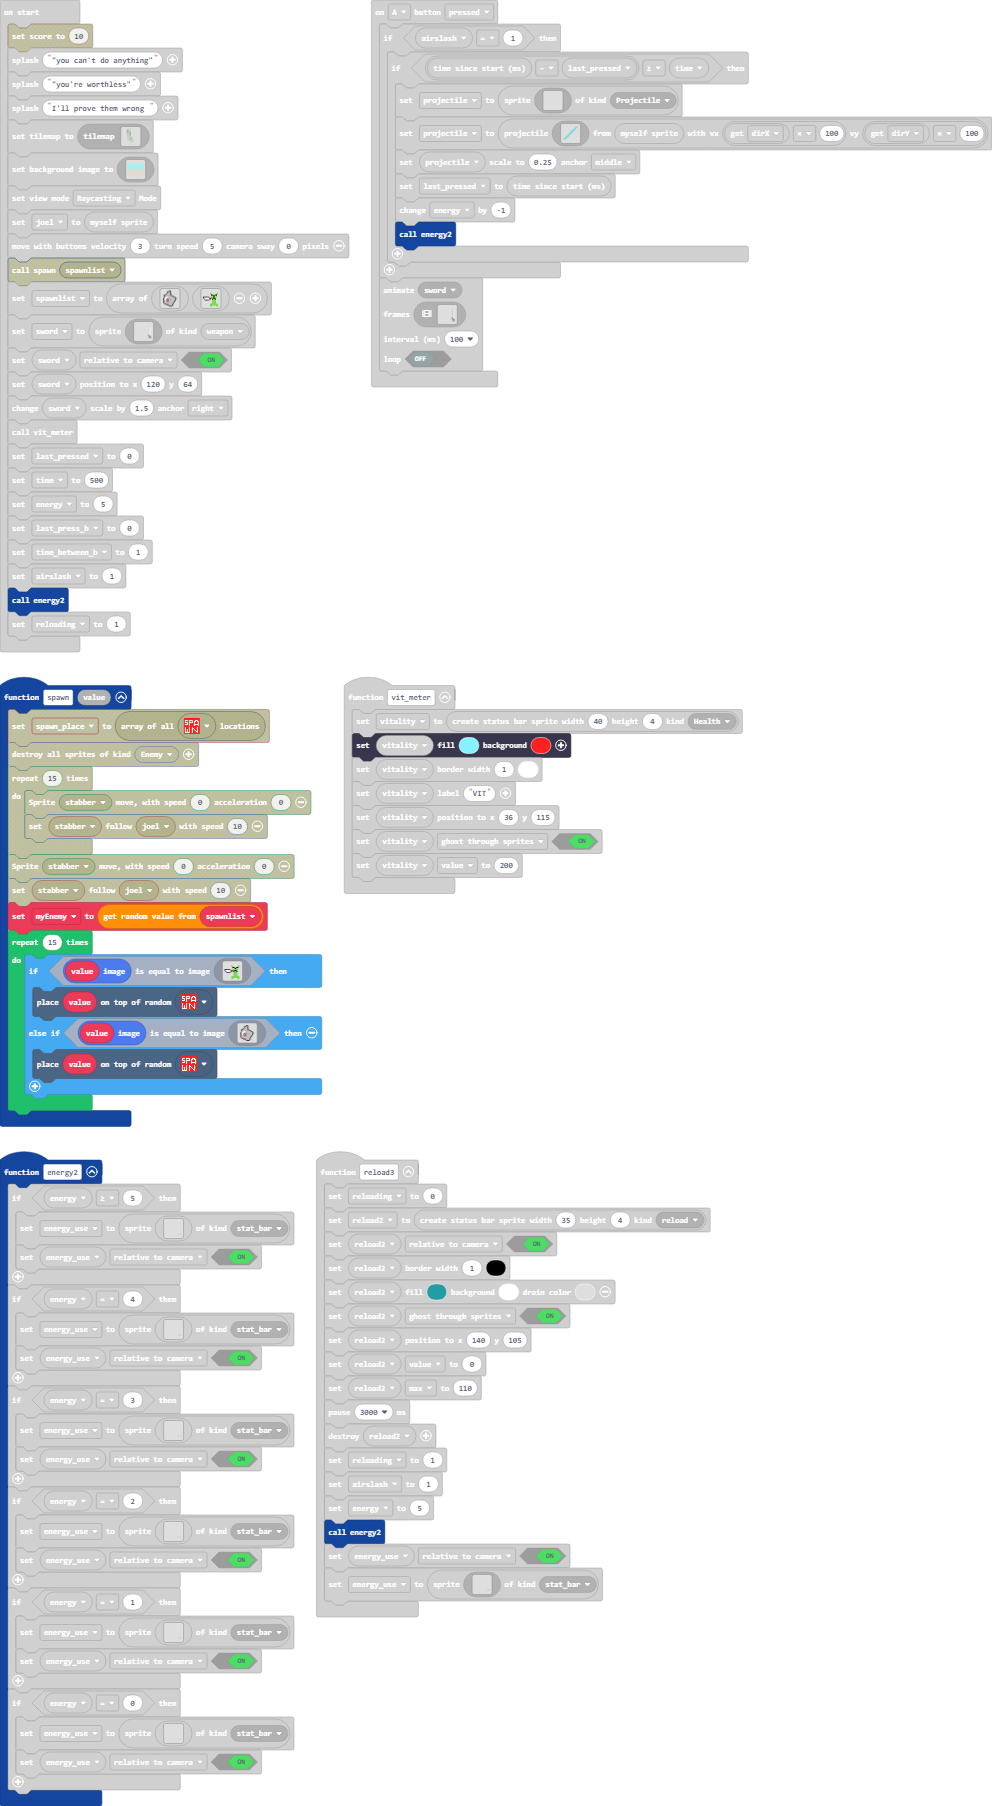 on start
set score to 10
splash " "you can't do anything" "
splash " "you're worthless" "
splash " "I'll prove them wrong "
set tilemap to tilemap
set background image to
set view mode Raycasting Mode
set joel to myself sprite
move with buttons velocity 3 turn speed 5 camera sway 0 pixels
call spawn spawnlist
set spawnlist to array of
set sword to sprite of kind weapon
set sword relative to camera ON
set sword position to x 120 y 64
change sword scale by 1.5 anchor right
call vit_meter
set last_pressed to 0
set time to 500
set energy to 5
set last_press_b to 0
set time_between_b to 1
set airslash to 1
call energy2
set reloading to 1
on A button pressed
if airslash = 1 then
if time since start (ms) - last_pressed ≥ time then
set projectile to sprite of kind Projectile
set projectile to projectile from myself sprite with vx get dirX × 100 vy get dirY × 100
set projectile scale to 0.25 anchor middle
set last_pressed to time since start (ms)
change energy by -1
call energy2
animate sword
frames
interval (ms) 100
loop OFF
function spawn value
set spawn_place to array of all SPAWN locations
destroy all sprites of kind Enemy
repeat 15 times
do
Sprite stabber move, with speed 0 acceleration 0
set stabber follow joel with speed 10
Sprite stabber move, with speed 0 acceleration 0
set stabber follow joel with speed 10
set myEnemy to get random value from spawnlist
repeat 15 times
do
if value image is equal to image then
place value on top of random SPAWN
else if value image is equal to image then
place value on top of random SPAWN
function vit_meter
set vitality to create status bar sprite width 40 height 4 kind Health
set vitality fill background
set vitality border width 1
set vitality label "VIT"
set vitality position to x 36 y 115
set vitality ghost through sprites ON
set vitality value to 200
function energy2
if energy ≥ 5 then
set energy_use to sprite of kind stat_bar
set energy_use relative to camera ON
if energy = 4 then
set energy_use to sprite of kind stat_bar
set energy_use relative to camera ON
if energy = 3 then
set energy_use to sprite of kind stat_bar
set energy_use relative to camera ON
if energy = 2 then
set energy_use to sprite of kind stat_bar
set energy_use relative to camera ON
if energy = 1 then
set energy_use to sprite of kind stat_bar
set energy_use relative to camera ON
if energy = 0 then
set energy_use to sprite of kind stat_bar
set energy_use relative to camera ON
function reload3
set reloading to 0
set reload2 to create status bar sprite width 35 height 4 kind reload
set reload2 relative to camera ON
set reload2 border width 1
set reload2 fill background drain color
set reload2 ghost through sprites ON
set reload2 position to x 140 y 105
set reload2 value to 0
set reload2 max to 110
pause 3000 ms
destroy reload2
set reloading to 1
set airslash to 1
set energy to 5
call energy2
set energy_use relative to camera ON
set energy_use to sprite of kind stat_bar